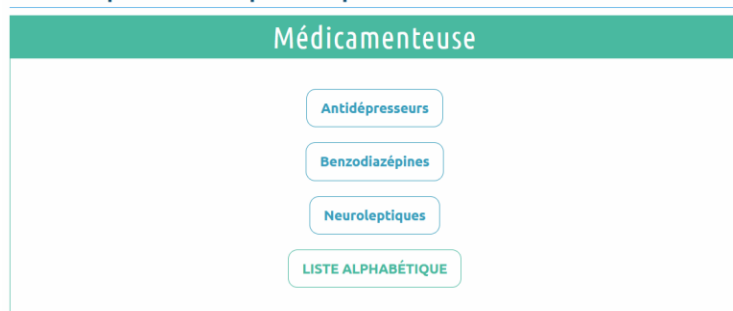 Médicamenteuse
Antidépresseurs
Benzodiazépines
Neuroleptiques
LISTE ALPHABÉTIQUE